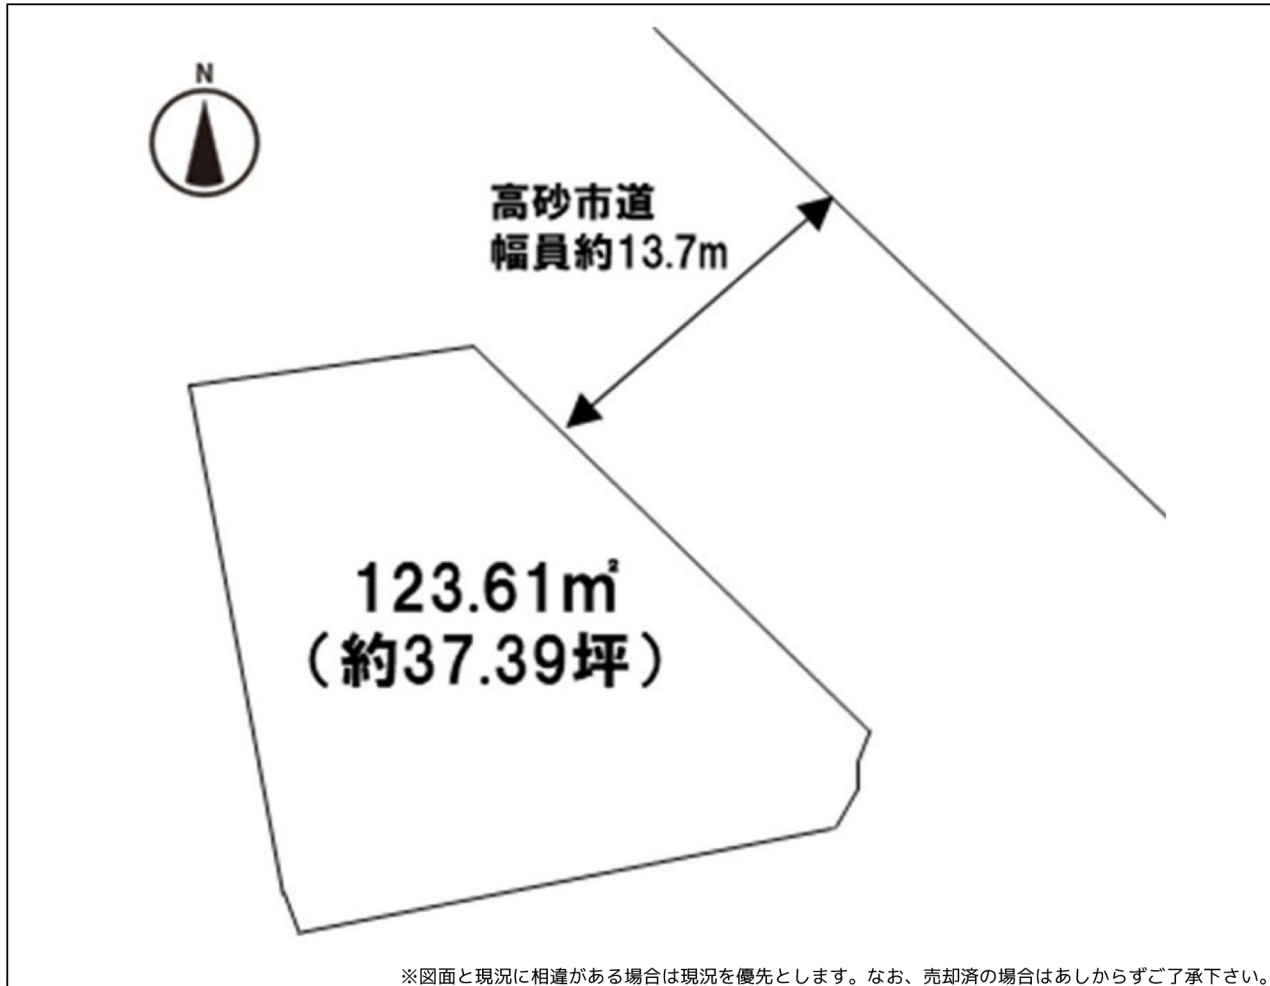 N
高砂市道
幅員約13.7m
123.61㎡
（約37.39坪）
※図面と現況に相違がある場合は現況を優先とします。なお、売却済の場合はあしからずご了承下さい。